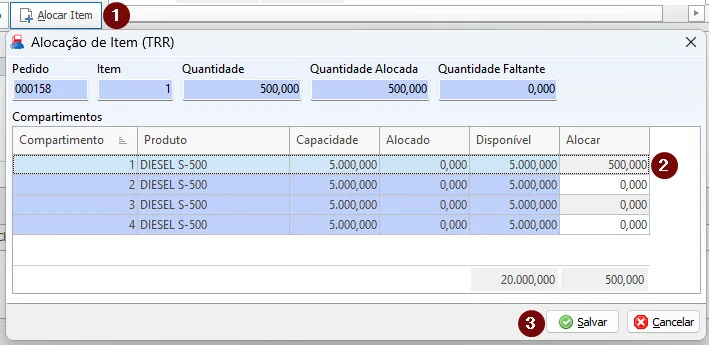 Alocar Item 1
Alocação de Item (TRR)
Pedido Item Quantidade Quantidade Alocada Quantidade Faltante
000158 1 500,000 500,000 0,000
Compartimentos
Compartimento Produto Capacidade Alocado Disponível Alocar
1 DIESEL S-500 5.000,000 0,000 5.000,000 500,000 2
2 DIESEL S-500 5.000,000 0,000 5.000,000 0,000
3 DIESEL S-500 5.000,000 0,000 5.000,000 0,000
4 DIESEL S-500 5.000,000 0,000 5.000,000 0,000
20.000,000 500,000
3 Salvar Cancelar